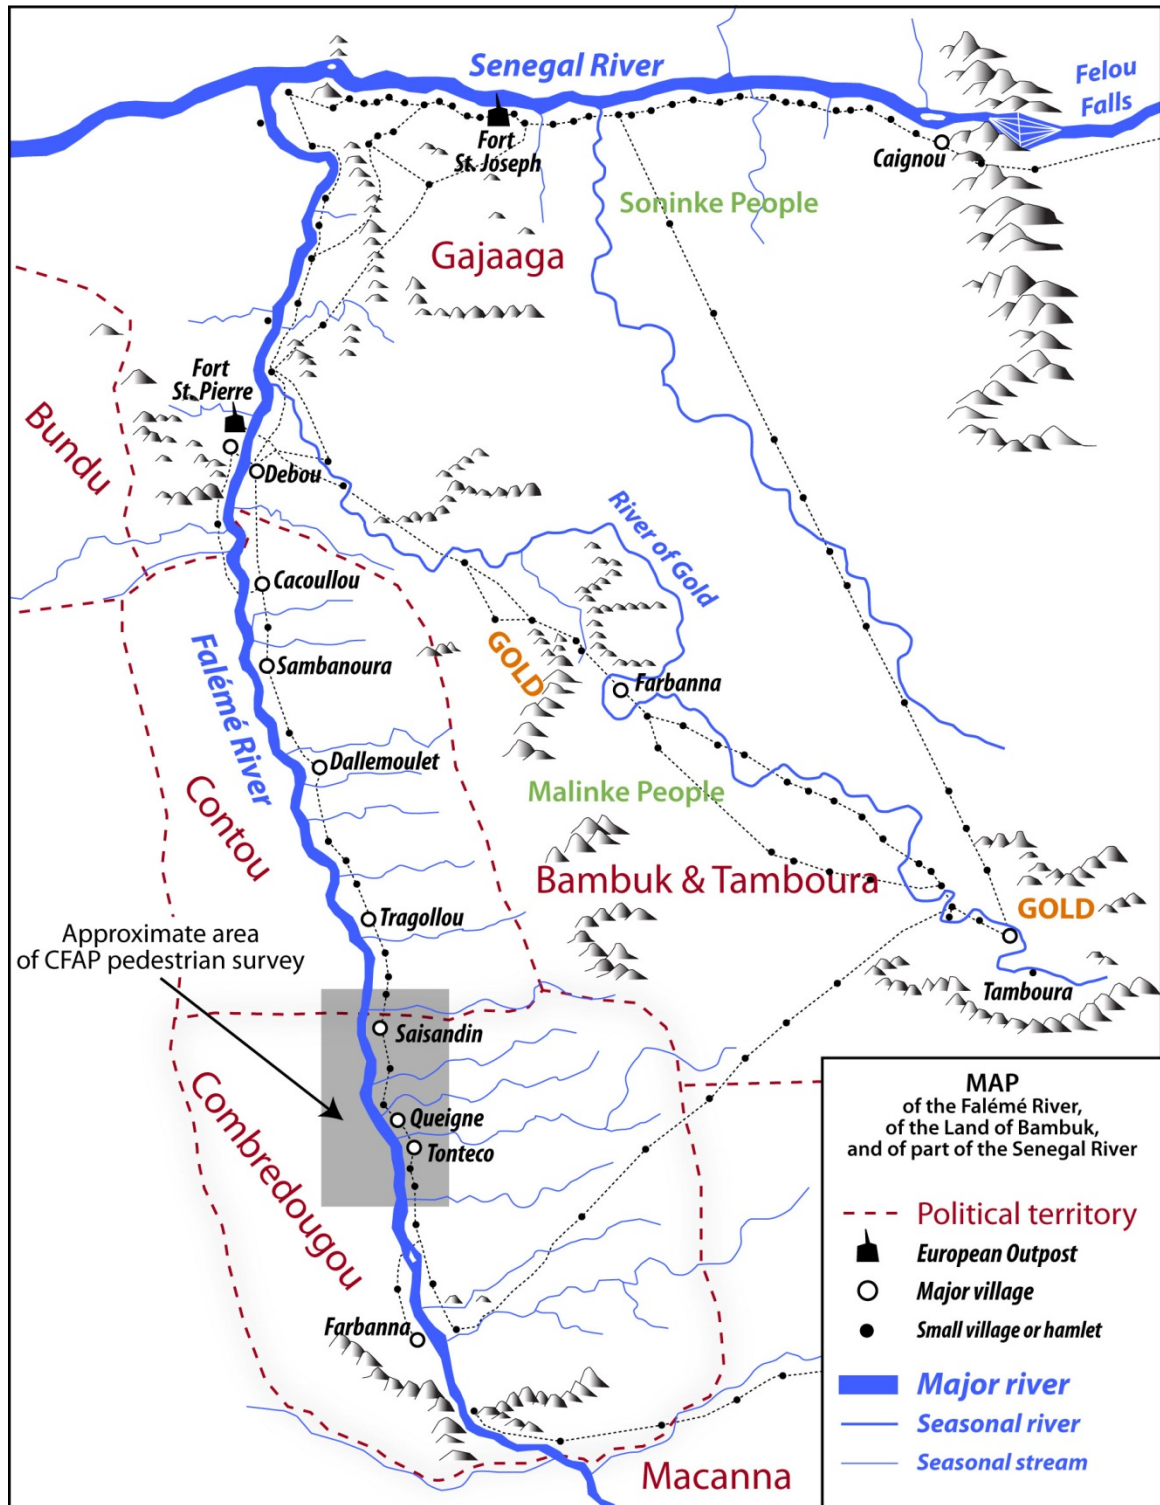 Senegal River
Felou
Falls
Fort
St. Joseph
Caignou
Soninke People
Gajaaga
Fort
St. Pierre
Bundu
Debou
River of Gold
Cacoullou
Falémé River
Sambanoura
GOLD
Farbanna
Dallemoulet
Contou
Malinke People
Bambuk & Tamboura
Tragollou
GOLD
Approximate area
of CFAP pedestrian survey
Tamboura
Saisandin
Combredougou
Queigne
Tonteco
Farbanna
Macanna
MAP
of the Falémé River,
of the Land of Bambuk,
and of part of the Senegal River
Political territory
European Outpost
Major village
Small village or hamlet
Major river
Seasonal river
Seasonal stream